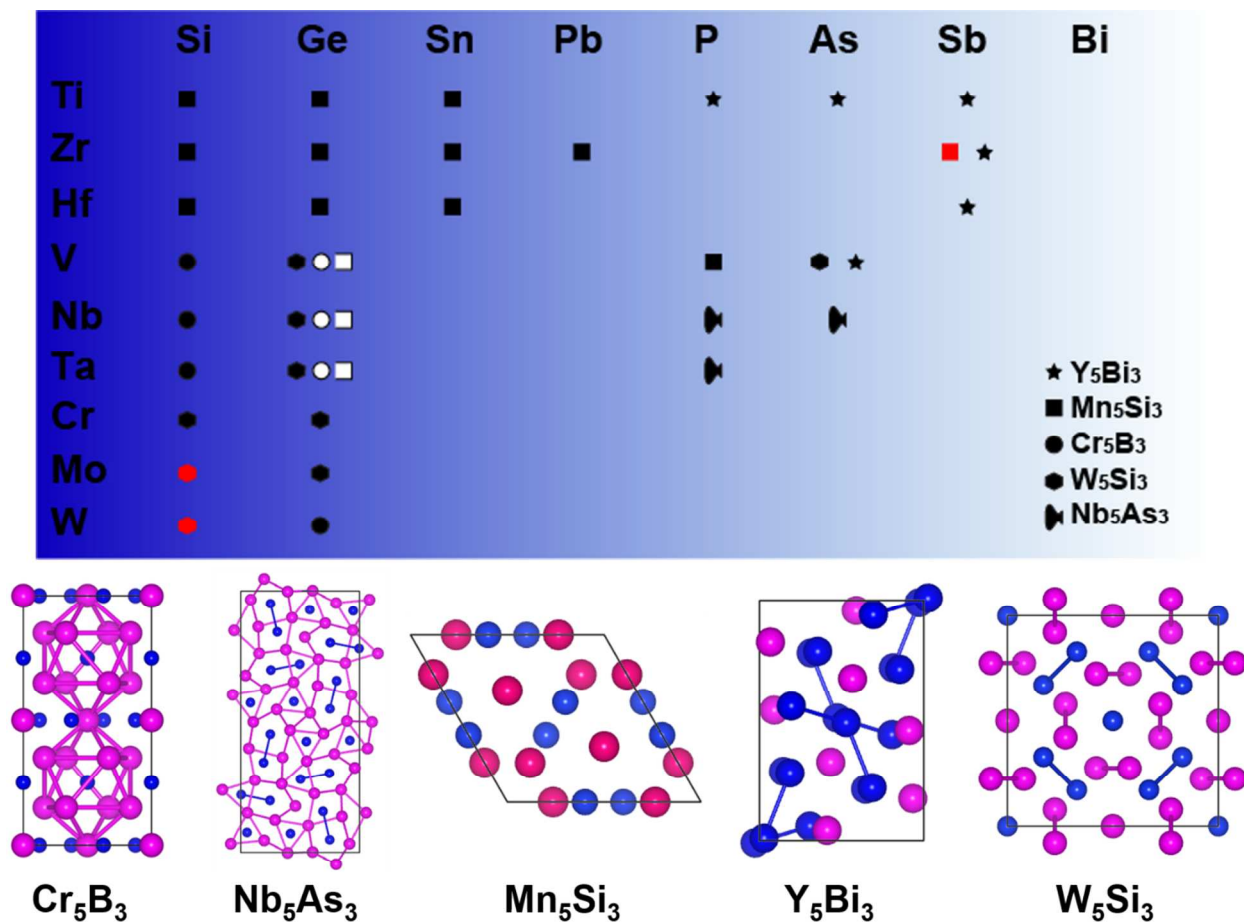 Si Ge Sn Pb P As Sb Bi
Ti
Zr
Hf
V
Nb
Ta
Cr
Mo
W
Y₅Bi₃
Mn₅Si₃
Cr₅B₃
W₅Si₃
Nb₅As₃
Cr₅B₃ Nb₅As₃ Mn₅Si₃ Y₅Bi₃ W₅Si₃